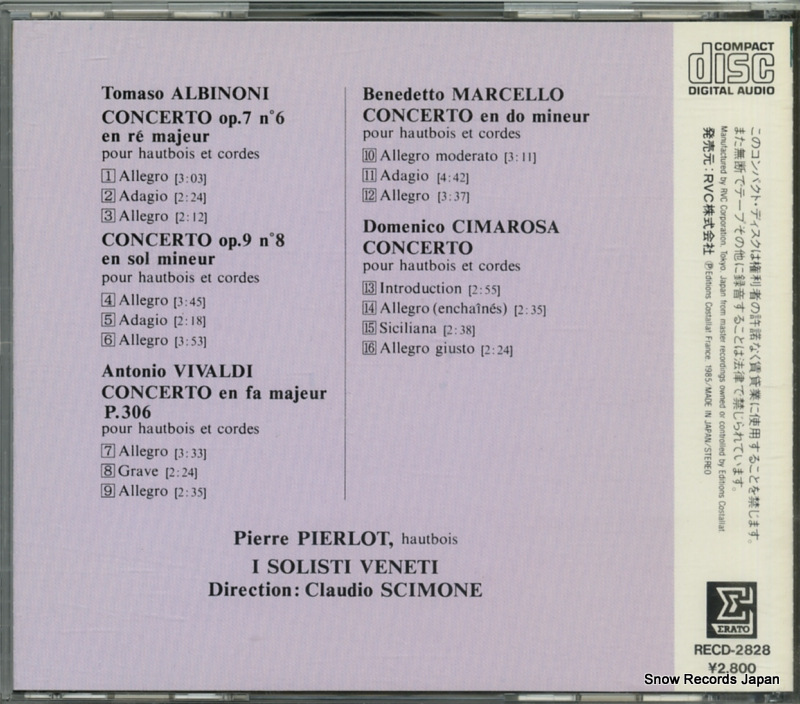 Tomaso ALBINONI
CONCERTO op.7 n°6
en ré majeur
pour hautbois et cordes
1 Allegro [3:03]
2 Adagio [2:24]
3 Allegro [2:12]
CONCERTO op.9 n°8
en sol mineur
pour hautbois et cordes
4 Allegro [3:45]
5 Adagio [2:18]
6 Allegro [3:53]
Antonio VIVALDI
CONCERTO en fa majeur
P.306
pour hautbois et cordes
7 Allegro [3:33]
8 Grave [2:24]
9 Allegro [2:35]
Benedetto MARCELLO
CONCERTO en do mineur
pour hautbois et cordes
10 Allegro moderato [3:11]
11 Adagio [4:42]
12 Allegro [3:37]
Domenico CIMAROSA
CONCERTO
pour hautbois et cordes
13 Introduction [2:55]
14 Allegro (enchaînés) [2:35]
15 Siciliana [2:38]
16 Allegro giusto [2:24]
Pierre PIERLOT, hautbois
I SOLISTI VENETI
Direction: Claudio SCIMONE
COMPACT
disc
DIGITAL AUDIO
このコンパクト・ディスクは権利者の許諾なく賃貸業に使用することを禁じます。
また無断でテープその他に録音することは法律で禁じられています。
Manufactured by RVC Corporation, Tokyo, Japan from master recordings owned or controlled by Editions Costallat
発売元：RVC株式会社 ℗Editions Costallat France, 1985/MADE IN JAPAN/STEREO
ERATO
RECD-2828
¥2,800
Snow Records Japan